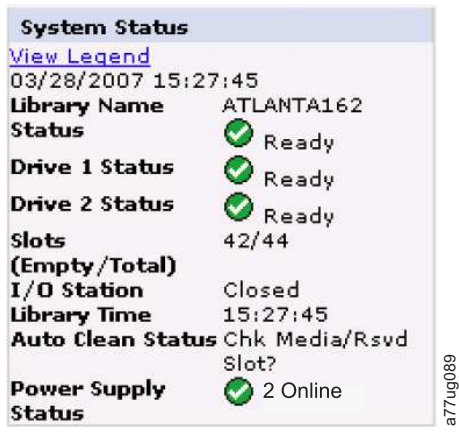 System Status
View Legend
03/28/2007 15:27:45
Library Name ATLANTA162
Status Ready
Drive 1 Status Ready
Drive 2 Status Ready
Slots 42/44
(Empty/Total)
I/O Station Closed
Library Time 15:27:45
Auto Clean Status Chk Media/Rsvd
Slot?
Power Supply 2 Online
Status
a77ug089